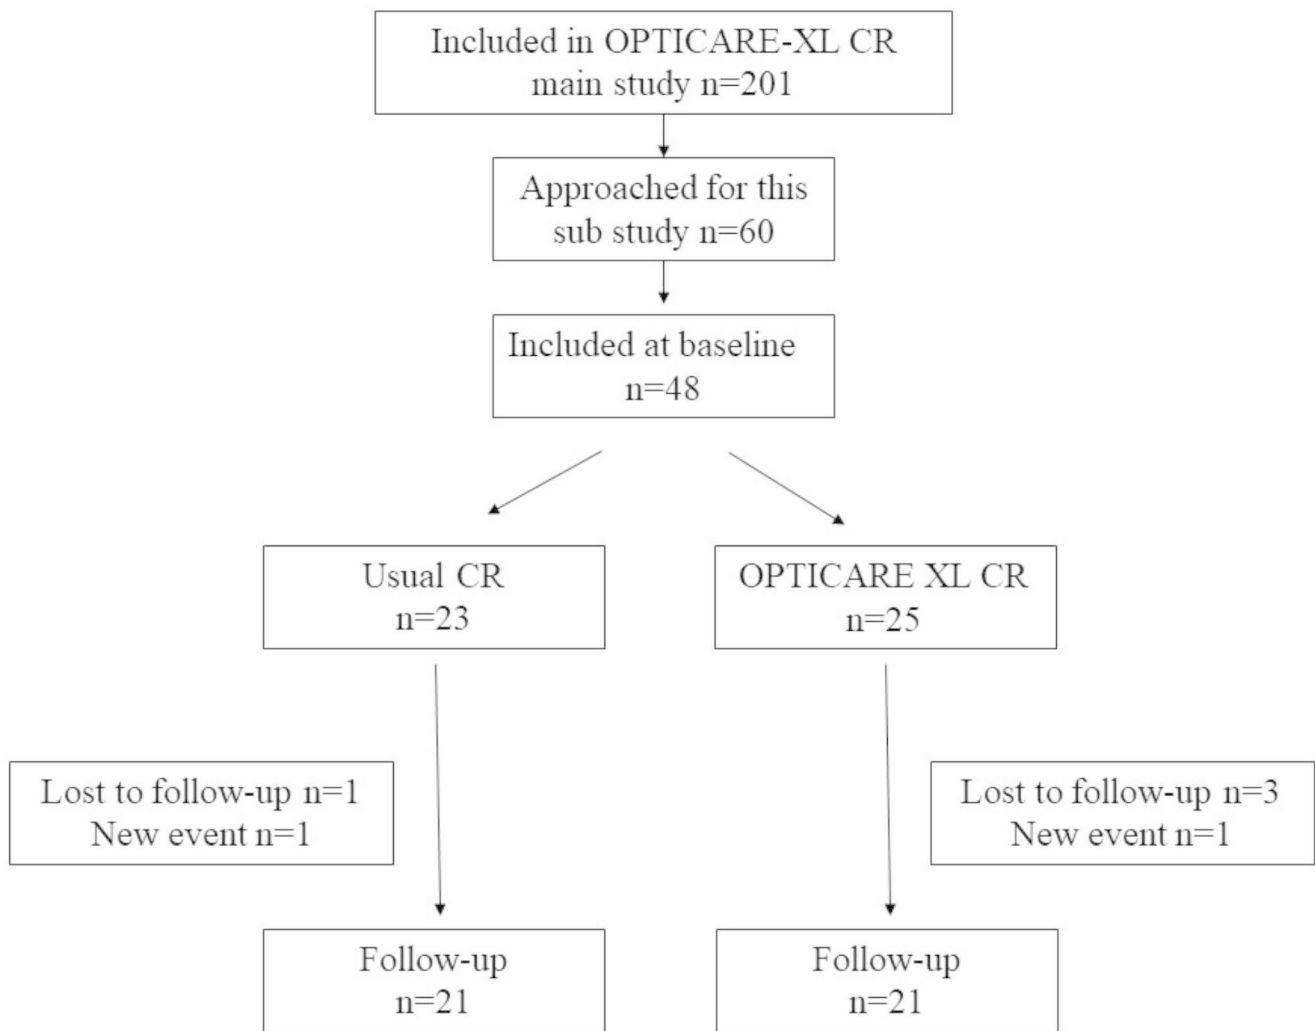 Included in OPTICARE-XL CR
main study n=201
Approached for this
sub study n=60
Included at baseline
n=48
Usual CR
n=23
OPTICARE XL CR
n=25
Lost to follow-up n=1
New event n=1
Lost to follow-up n=3
New event n=1
Follow-up
n=21
Follow-up
n=21